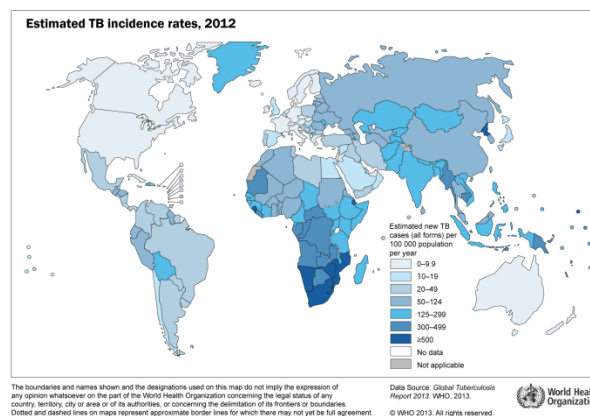 Estimated TB incidence rates, 2012
Estimated new TB
cases (all forms) per
100 000 population
per year
0–9.9
10–19
20–49
50–124
125–299
300–499
≥500
No data
Not applicable
The boundaries and names shown and the designations used on this map do not imply the expression of
any opinion whatsoever on the part of the World Health Organization concerning the legal status of any
country, territory, city or area or of its authorities, or concerning the delimitation of its frontiers or boundaries.
Dotted and dashed lines on maps represent approximate border lines for which there may not yet be full agreement.
Data Source: Global Tuberculosis
Report 2013. WHO, 2013.
© WHO 2013. All rights reserved.
World Hea
Organizatio